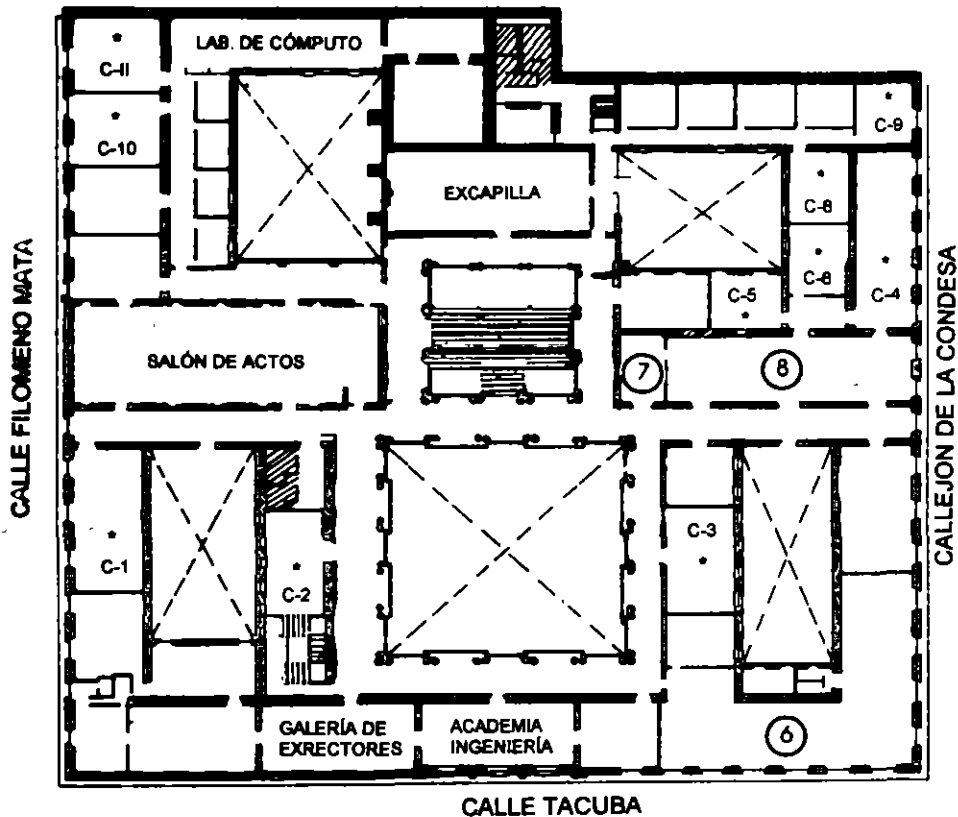 LAB. DE CÓMPUTO
C-11
C-10
C-9
EXCAPILLA
C-8
C-6
C-5
C-4
SALÓN DE ACTOS
7
8
CALLE FILOMENO MATA
CALLEJON DE LA CONDESA
C-1
C-2
C-3
GALERÍA DE
EXRECTORES
ACADEMIA
INGENIERÍA
6
CALLE TACUBA